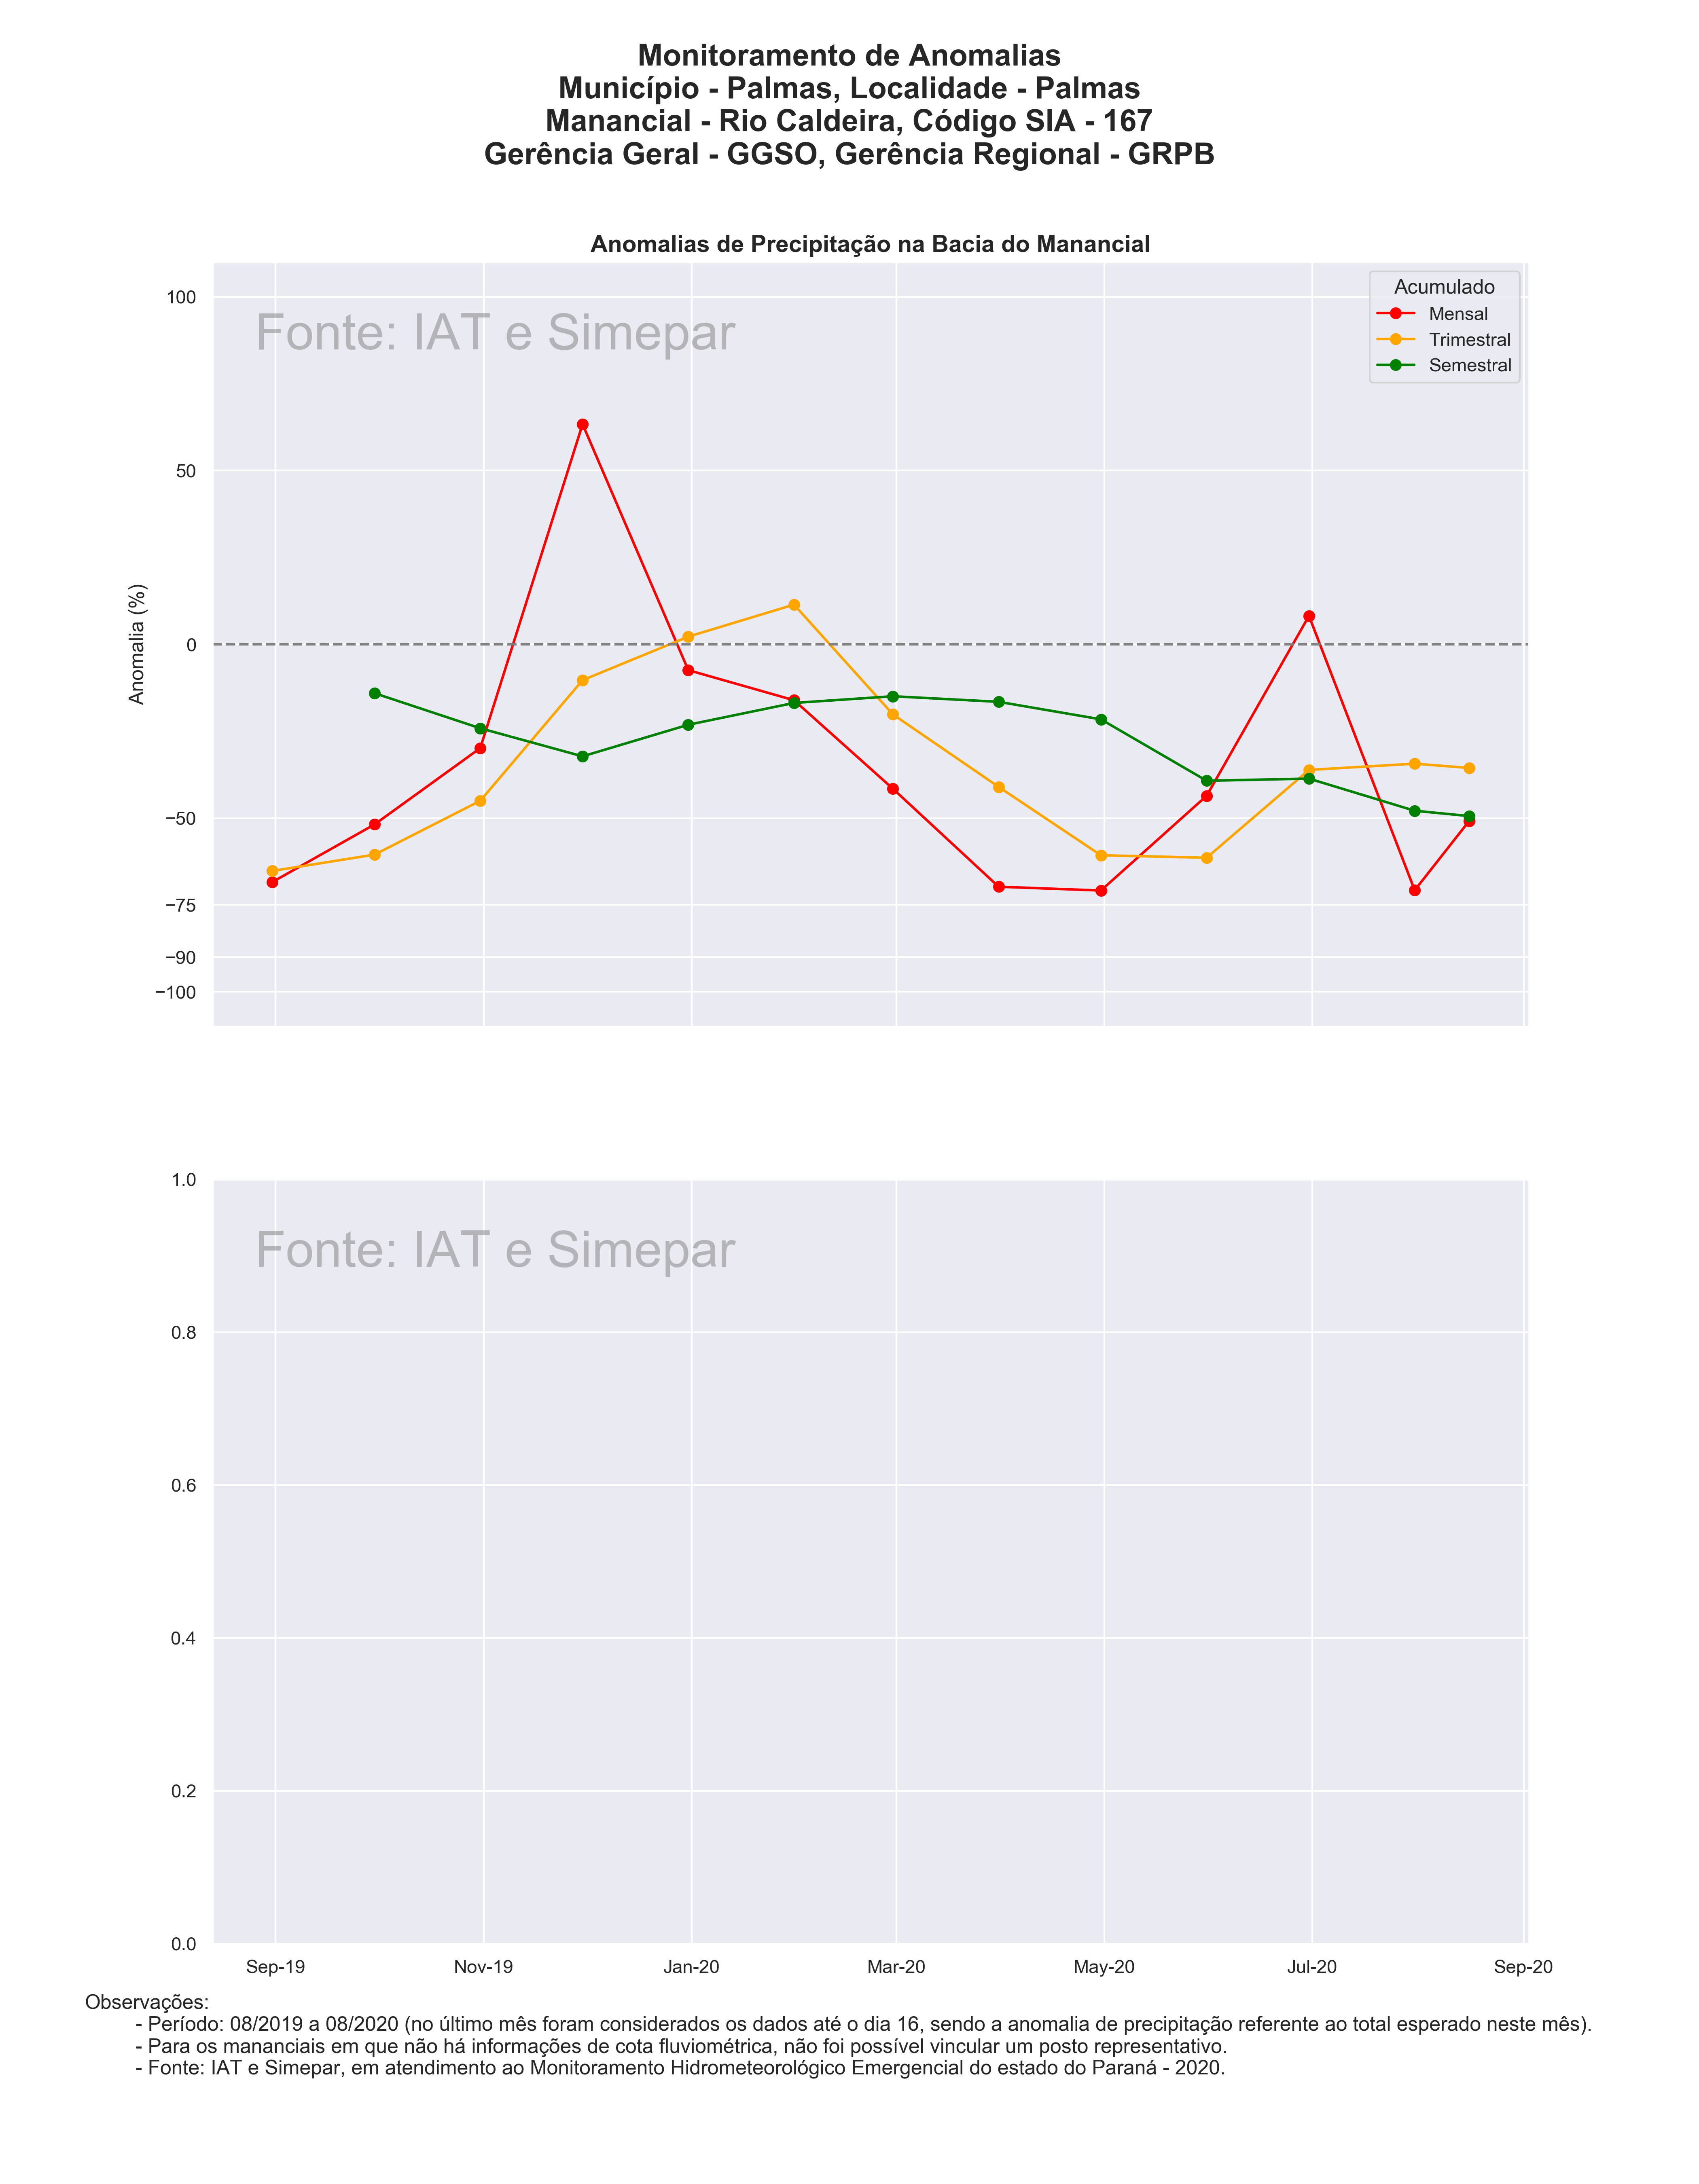 Monitoramento de Anomalias
Município - Palmas, Localidade - Palmas
Manancial - Rio Caldeira, Código SIA - 167
Gerência Geral - GGSO, Gerência Regional - GRPB
Anomalias de Precipitação na Bacia do Manancial
Fonte: IAT e Simepar
Acumulado
Mensal
Trimestral
Semestral
Anomalia (%)
100
50
0
−50
−75
−90
−100
Fonte: IAT e Simepar
1.0
0.8
0.6
0.4
0.2
0.0
Sep-19 Nov-19 Jan-20 Mar-20 May-20 Jul-20 Sep-20
Observações:
- Período: 08/2019 a 08/2020 (no último mês foram considerados os dados até o dia 16, sendo a anomalia de precipitação referente ao total esperado neste mês).
- Para os mananciais em que não há informações de cota fluviométrica, não foi possível vincular um posto representativo.
- Fonte: IAT e Simepar, em atendimento ao Monitoramento Hidrometeorológico Emergencial do estado do Paraná - 2020.